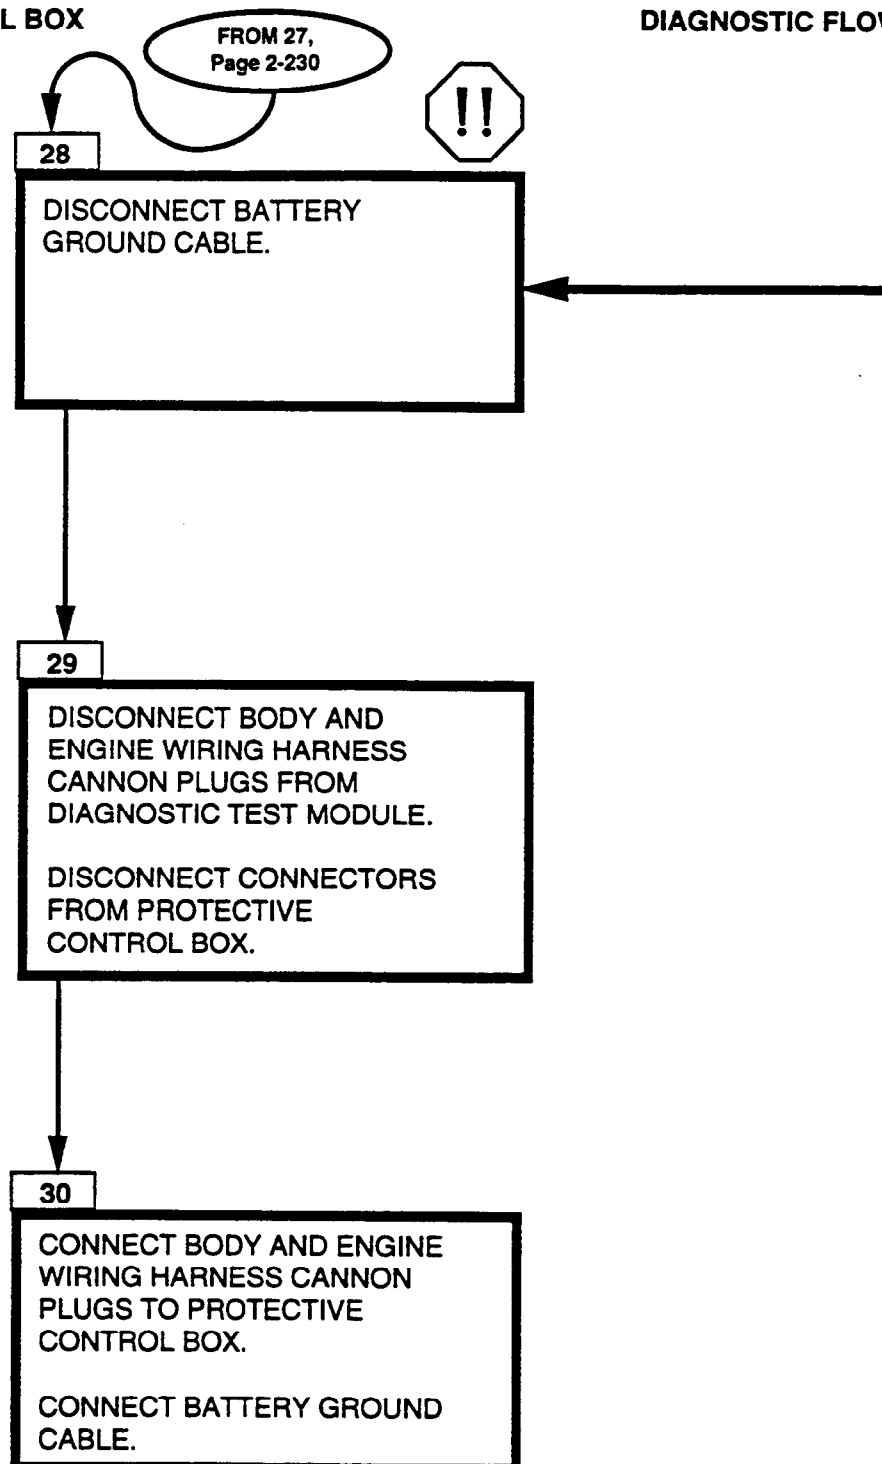 L BOX
DIAGNOSTIC FLOW
FROM 27,
Page 2-230
!!
28
DISCONNECT BATTERY
GROUND CABLE.
29
DISCONNECT BODY AND
ENGINE WIRING HARNESS
CANNON PLUGS FROM
DIAGNOSTIC TEST MODULE.
DISCONNECT CONNECTORS
FROM PROTECTIVE
CONTROL BOX.
30
CONNECT BODY AND ENGINE
WIRING HARNESS CANNON
PLUGS TO PROTECTIVE
CONTROL BOX.
CONNECT BATTERY GROUND
CABLE.